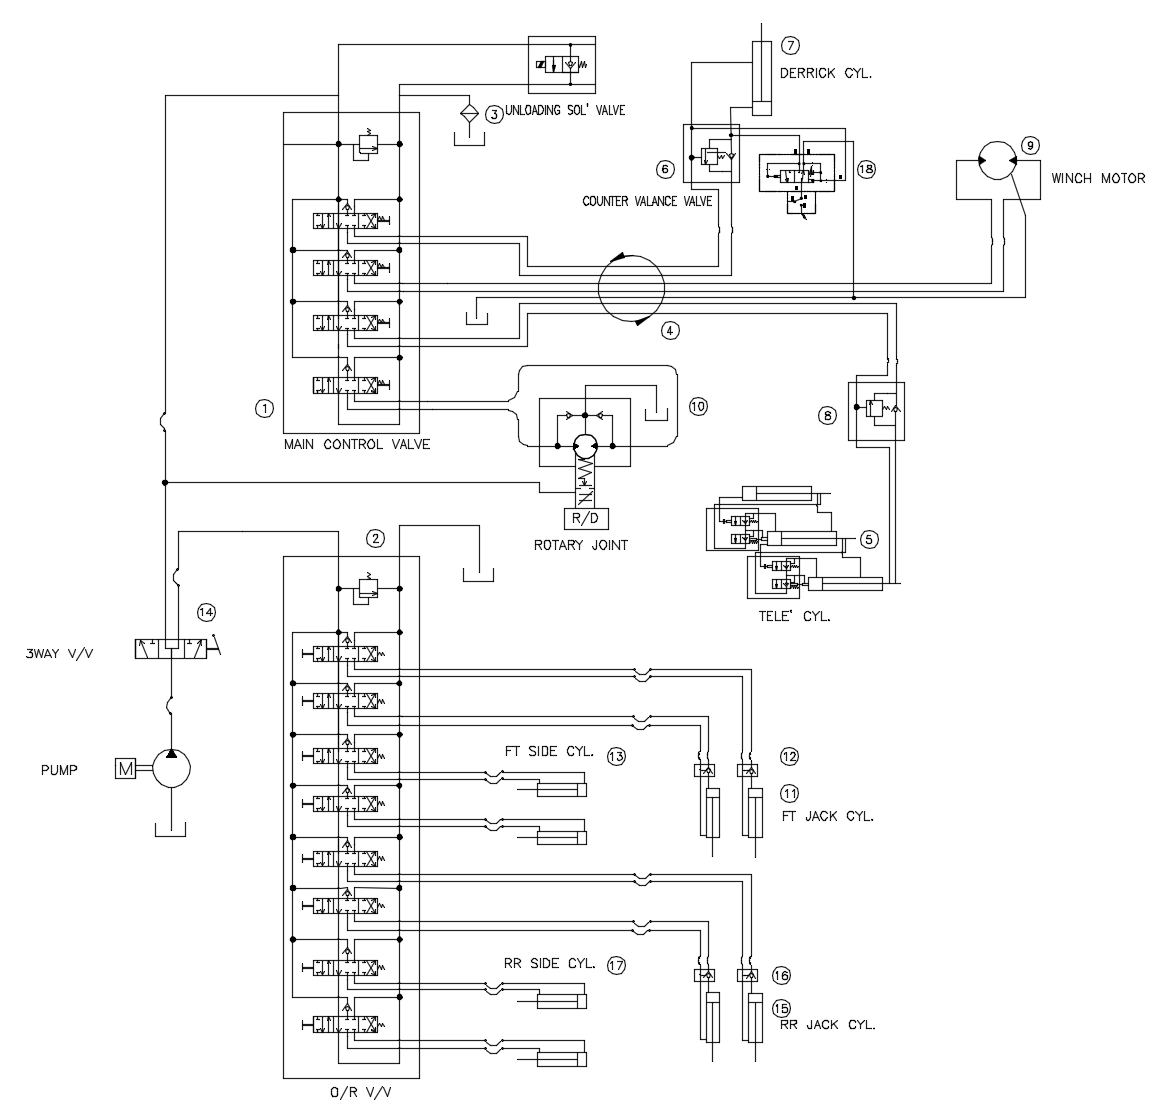 7
DERRICK CYL.
3
UNLOADING SOL' VALVE
6
18
9
WINCH MOTOR
COUNTER VALANCE VALVE
4
1
10
8
MAIN CONTROL VALVE
R/D
ROTARY JOINT
2
5
TELE' CYL.
14
3WAY V/V
FT SIDE CYL.
13
12
PUMP
M
11
FT JACK CYL.
RR SIDE CYL.
17
16
15
RR JACK CYL.
O/R V/V